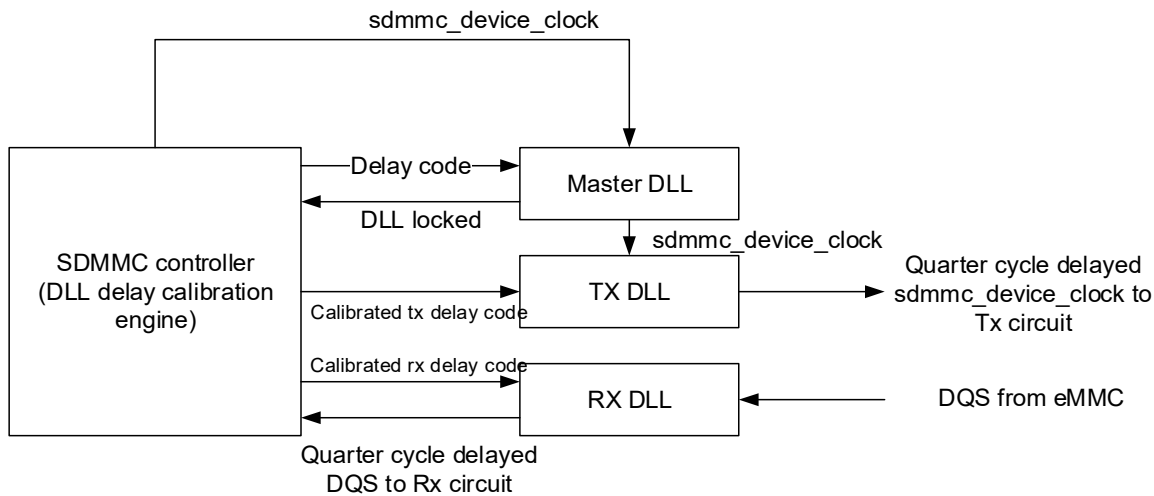 sdmmc_device_clock
Delay code
Master DLL
DLL locked
sdmmc_device_clock
SDMMC controller
(DLL delay calibration
engine)
TX DLL
Calibrated tx delay code
Quarter cycle delayed
sdmmc_device_clock to
Tx circuit
Calibrated rx delay code
RX DLL
DQS from eMMC
Quarter cycle delayed
DQS to Rx circuit